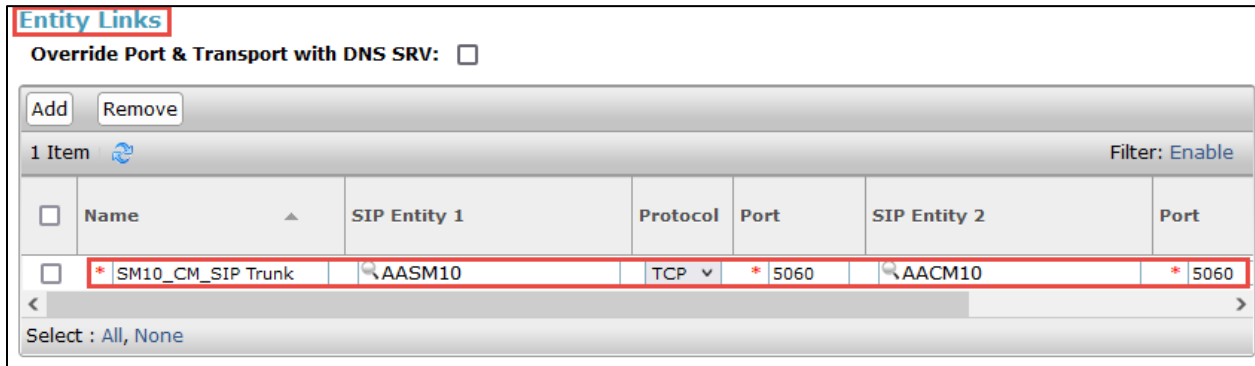 Entity Links
Override Port & Transport with DNS SRV:
Add Remove
1 Item Filter: Enable
Name SIP Entity 1 Protocol Port SIP Entity 2 Port
* SM10_CM_SIP Trunk AASM10 TCP * 5060 AACM10 * 5060
Select : All, None